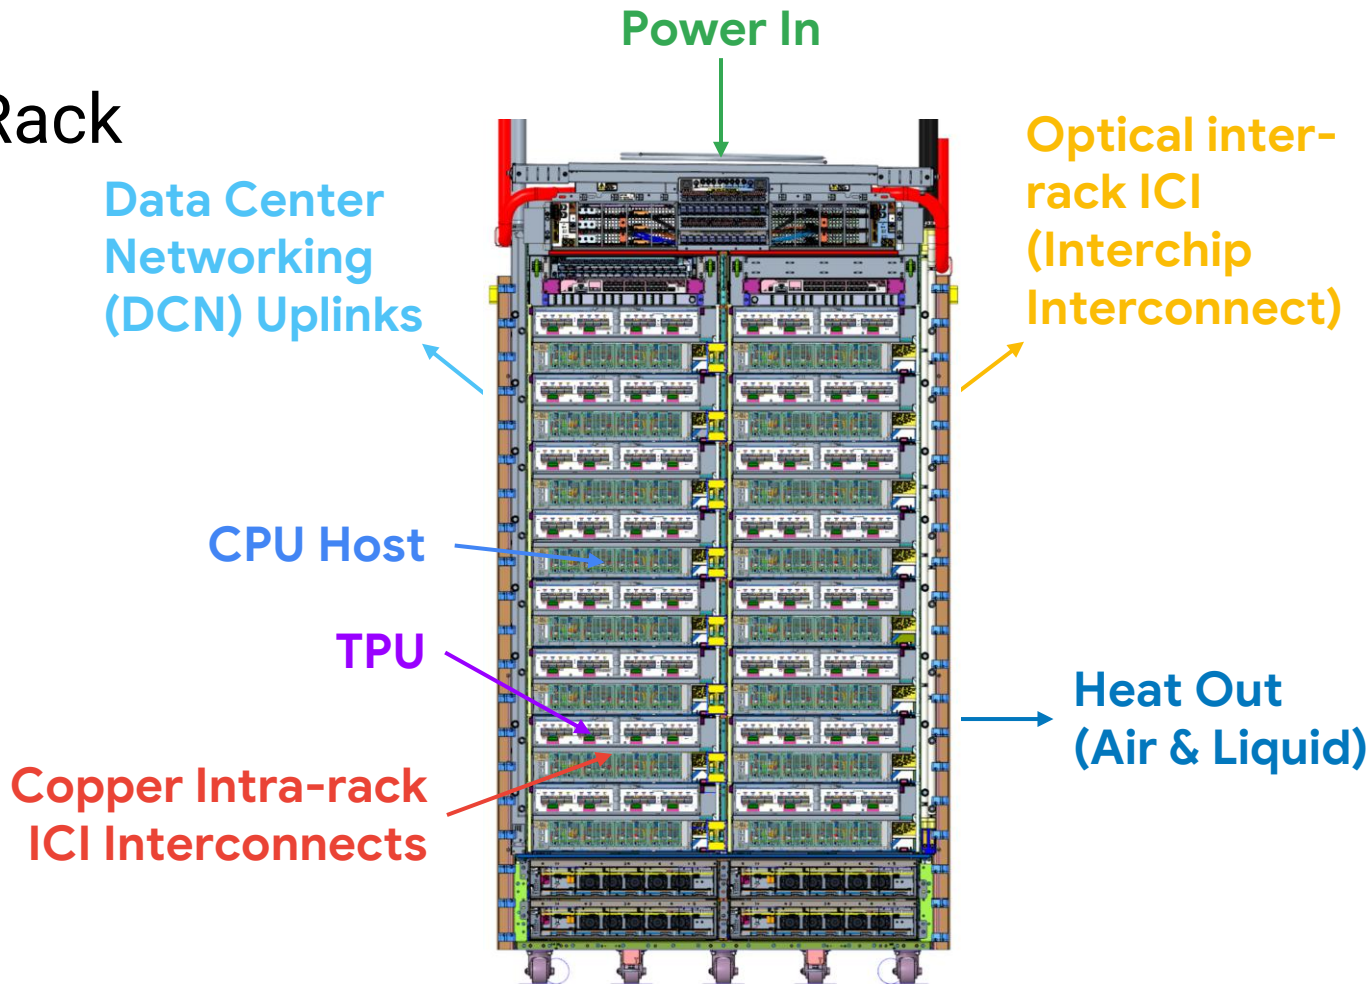 Power In
Rack
Data Center
Networking
(DCN) Uplinks
Optical inter-
rack ICI
(Interchip
Interconnect)
CPU Host
TPU
Copper Intra-rack
ICI Interconnects
Heat Out
(Air & Liquid)